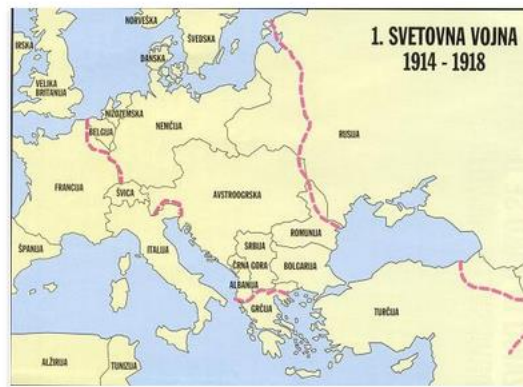 1. SVETOVNA VOJNA
1914 - 1918
NORVEŠKA
ŠVEDSKA
IRSKA
DANSKA
VELIKA
BRITANIJA
NIZOZEMSKA
BELGIJA
NEMČIJA
RUSIJA
FRANCIJA
ŠVICA
AVSTROOGRSKA
ROMUNIJA
ŠPANIJA
ITALIJA
SRBIJA
ČRNA GORA
BOLGARIJA
ALBANIJA
GRČIJA
TURČIJA
ALŽIRIJA
TUNIZIJA